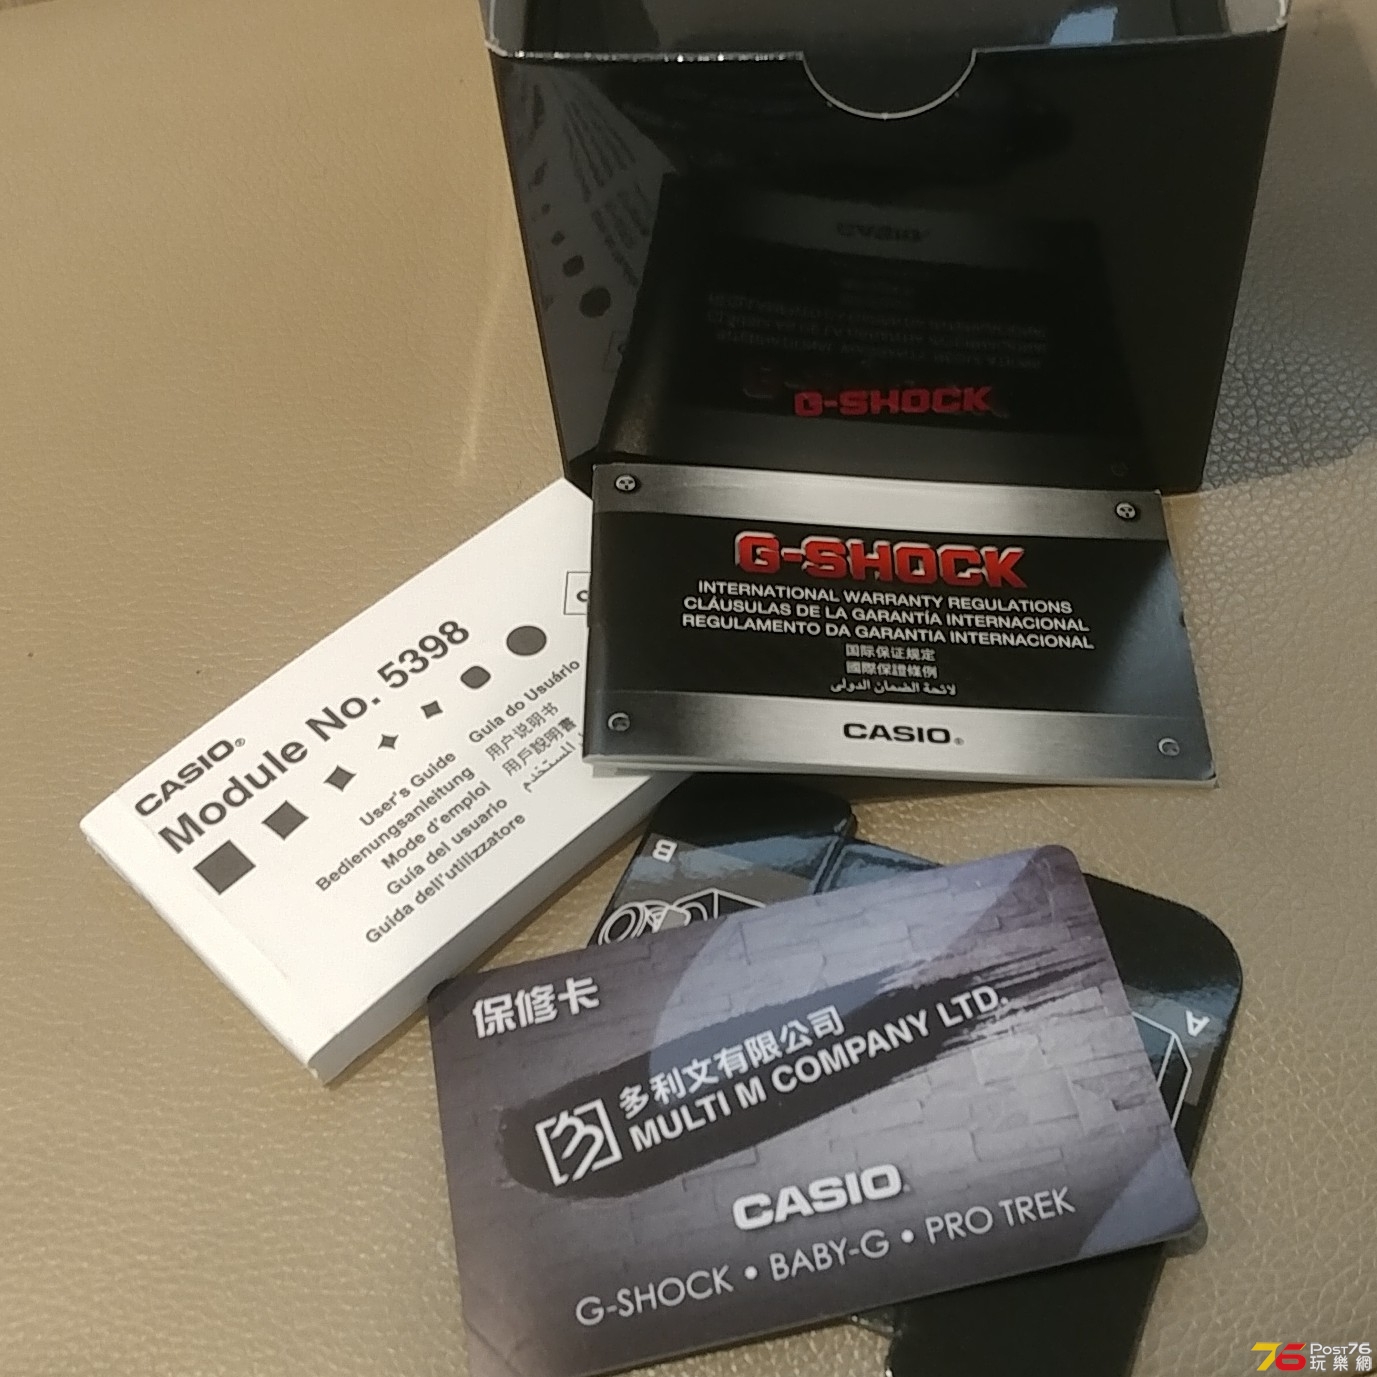 G-SHOCK
G-SHOCK
INTERNATIONAL WARRANTY REGULATIONS
CLÁUSULAS DE LA GARANTÍA INTERNACIONAL
REGULAMENTO DA GARANTIA INTERNACIONAL
国际保证规定
國際保證條例
لائحة الضمان الدولى
CASIO®
CASIO®
Module No. 5398
User's Guide
Bedienungsanleitung
Mode d'emploi
Guía del usuario
Guida dell'utilizzatore
Guia do Usuário
用户说明书
用戶說明書
المستخدم
B
A
保修卡
多利文有限公司
MULTI M COMPANY LTD.
CASIO
G-SHOCK • BABY-G • PRO TREK
76 Post76
玩樂網